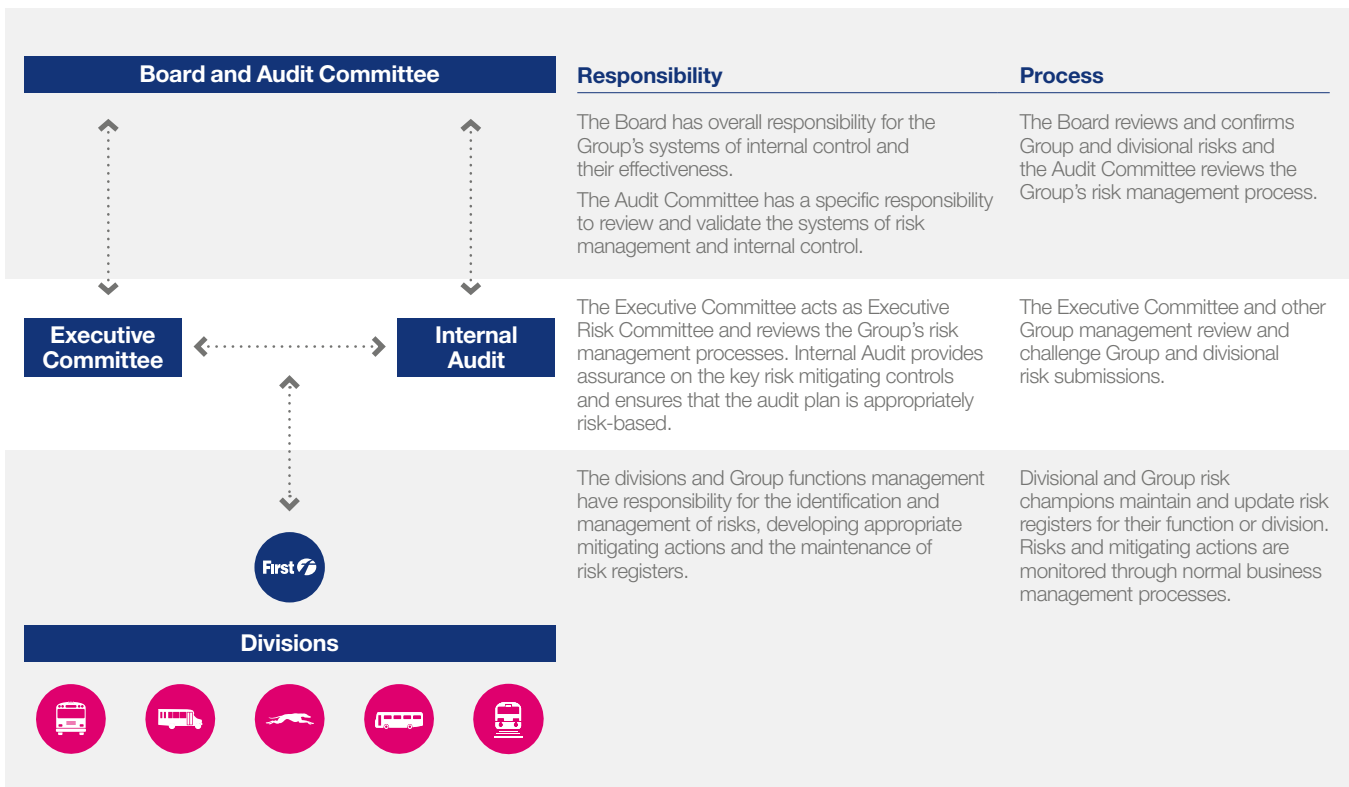 Board and Audit Committee
Responsibility
Process
The Board has overall responsibility for the
Group's systems of internal control and
their effectiveness.
The Audit Committee has a specific responsibility
to review and validate the systems of risk
management and internal control.
The Board reviews and confirms
Group and divisional risks and
the Audit Committee reviews the
Group's risk management process.
Executive
Committee
Internal
Audit
The Executive Committee acts as Executive
Risk Committee and reviews the Group's risk
management processes. Internal Audit provides
assurance on the key risk mitigating controls
and ensures that the audit plan is appropriately
risk-based.
The Executive Committee and other
Group management review and
challenge Group and divisional
risk submissions.
First
Divisions
The divisions and Group functions management
have responsibility for the identification and
management of risks, developing appropriate
mitigating actions and the maintenance of
risk registers.
Divisional and Group risk
champions maintain and update risk
registers for their function or division.
Risks and mitigating actions are
monitored through normal business
management processes.